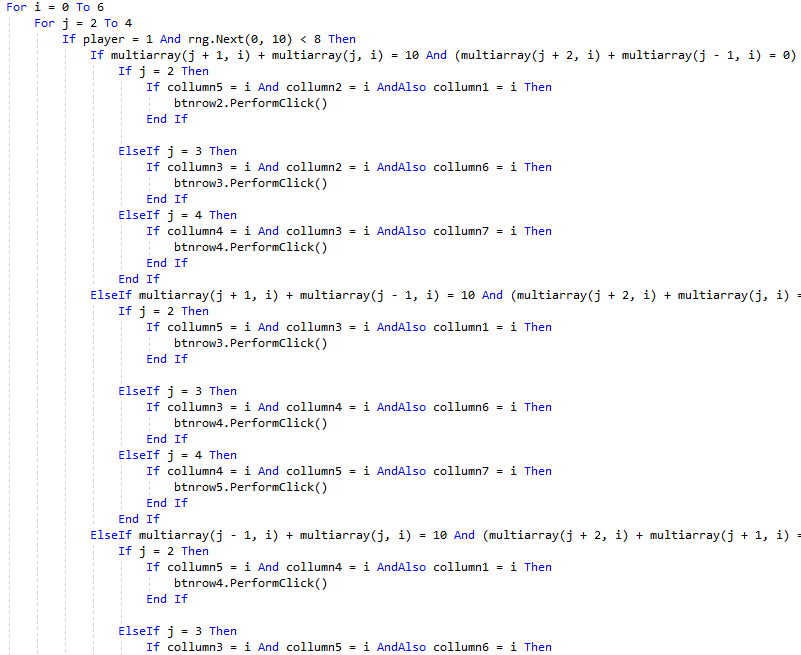 For i = 0 To 6
For j = 2 To 4
If player = 1 And rng.Next(0, 10) < 8 Then
If multiarray(j + 1, i) + multiarray(j, i) = 10 And (multiarray(j + 2, i) + multiarray(j - 1, i) = 0)
If j = 2 Then
If collumn5 = i And collumn2 = i AndAlso column1 = i Then
btnrow2.PerformClick()
End If
ElseIf j = 3 Then
If collumn3 = i And collumn2 = i AndAlso collumn6 = i Then
btnrow3.PerformClick()
End If
ElseIf j = 4 Then
If collumn4 = i And collumn3 = i AndAlso collumn7 = i Then
btnrow4.PerformClick()
End If
End If
ElseIf multiarray(j + 1, i) + multiarray(j - 1, i) = 10 And (multiarray(j + 2, i) + multiarray(j, i) =
If j = 2 Then
If collumn5 = i And collumn3 = i AndAlso collumn1 = i Then
btnrow3.PerformClick()
End If
ElseIf j = 3 Then
If collumn3 = i And collumn4 = i AndAlso collumn6 = i Then
btnrow4.PerformClick()
End If
ElseIf j = 4 Then
If collumn4 = i And collumn5 = i AndAlso collumn7 = i Then
btnrow5.PerformClick()
End If
End If
ElseIf multiarray(j - 1, i) + multiarray(j, i) = 10 And (multiarray(j + 2, i) + multiarray(j + 1, i) =
If j = 2 Then
If collumn5 = i And collumn4 = i AndAlso collumn1 = i Then
btnrow4.PerformClick()
End If
ElseIf j = 3 Then
If collumn3 = i And collumn5 = i AndAlso collumn6 = i Then